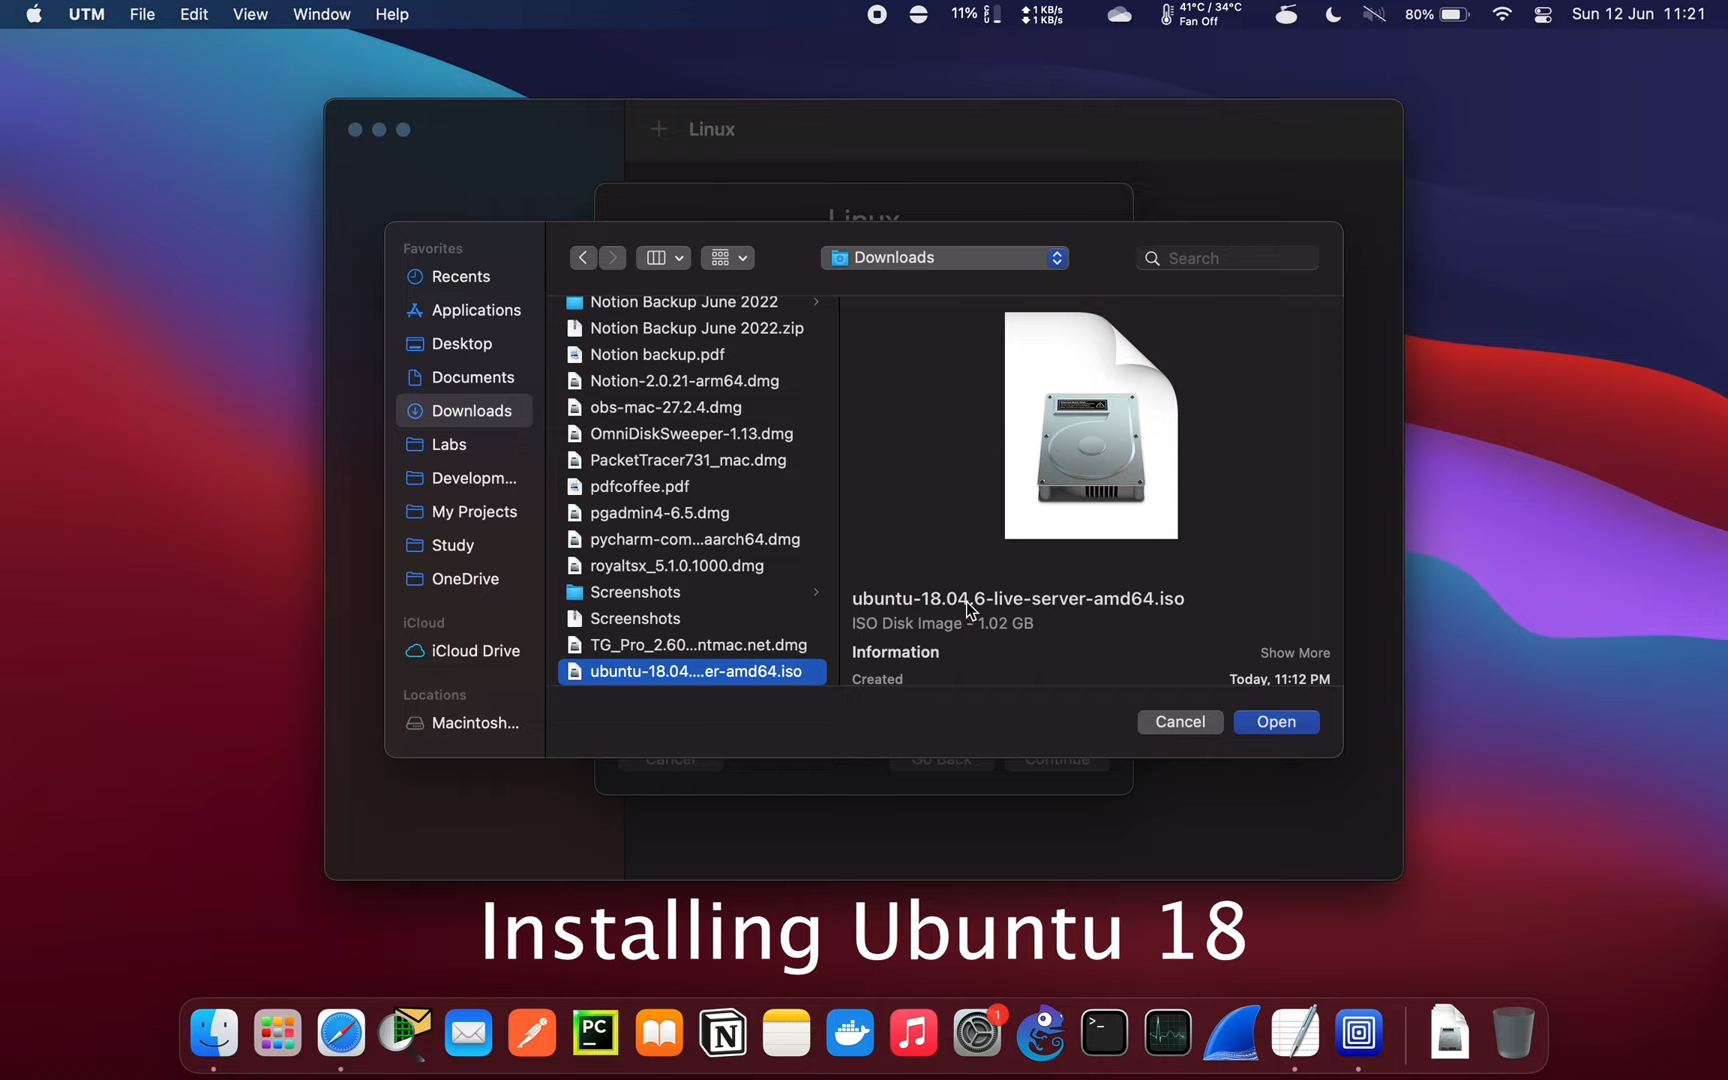 UTM File Edit View Window Help
11% 1 KB/s 1 KB/s 41°C / 34°C Fan Off 80% Sun 12 Jun 11:21
Linux
Linux
Favorites
Recents
Applications
Desktop
Documents
Downloads
Labs
Developm...
My Projects
Study
OneDrive
iCloud
iCloud Drive
Locations
Macintosh...
Downloads
Search
Notion Backup June 2022
Notion Backup June 2022.zip
Notion backup.pdf
Notion-2.0.21-arm64.dmg
obs-mac-27.2.4.dmg
OmniDiskSweeper-1.13.dmg
PacketTracer731_mac.dmg
pdfcoffee.pdf
pgadmin4-6.5.dmg
pycharm-com...aarch64.dmg
royaltsx_5.1.0.1000.dmg
Screenshots
Screenshots
TG_Pro_2.60...ntmac.net.dmg
ubuntu-18.04....er-amd64.iso
ubuntu-18.04.6-live-server-amd64.iso
ISO Disk Image - 1.02 GB
Information Show More
Created Today, 11:12 PM
Cancel Open
Cancel Go Back Continue
Installing Ubuntu 18
PC
1